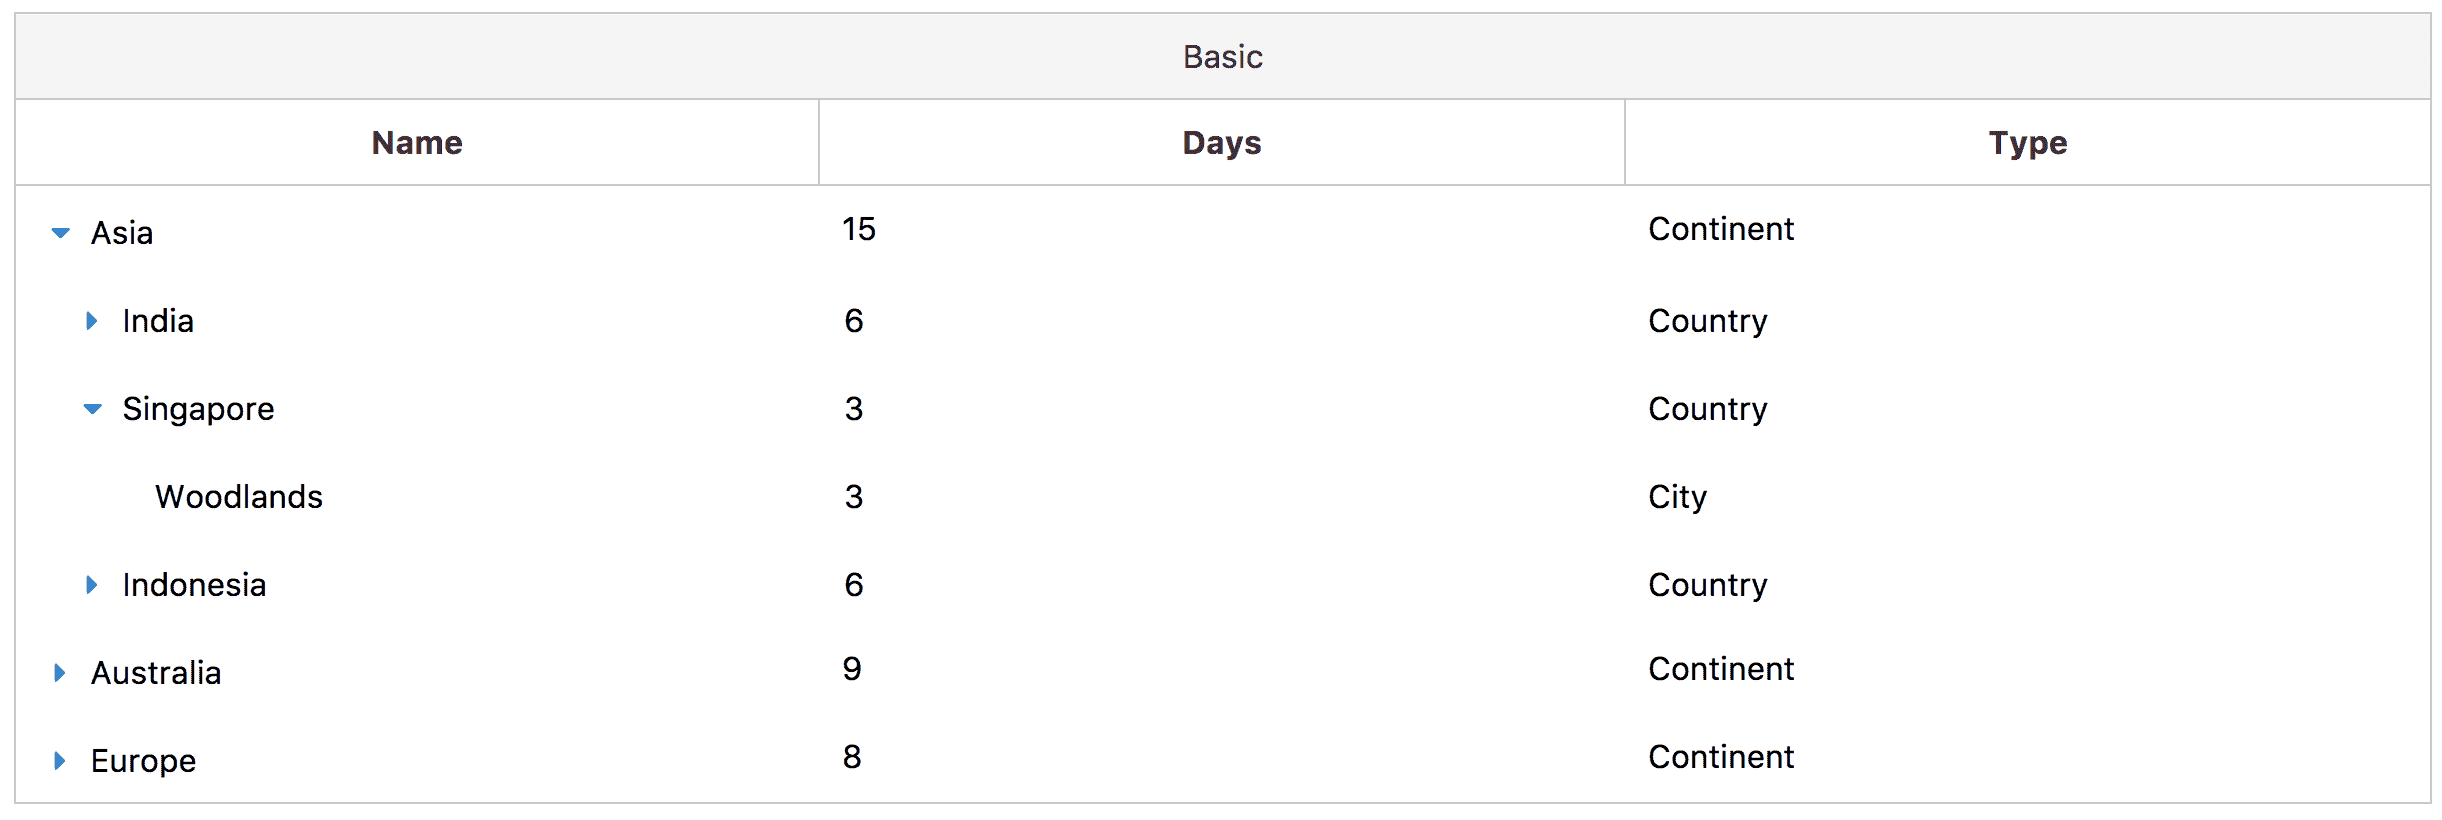 Basic
Name Days Type
Asia 15 Continent
India 6 Country
Singapore 3 Country
Woodlands 3 City
Indonesia 6 Country
Australia 9 Continent
Europe 8 Continent